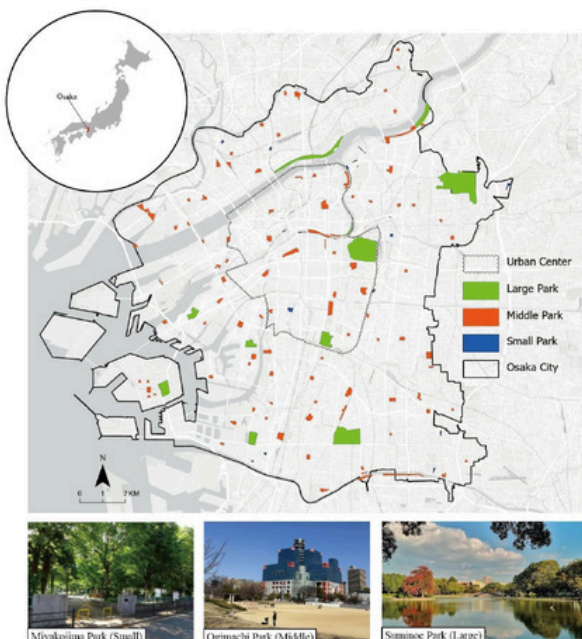 Osaka
Urban Center
Large Park
Middle Park
Small Park
Osaka City
N
0 1 2 KM
Miyakojima Park (Small)
Ogimachi Park (Middle)
Suminoe Park (Large)